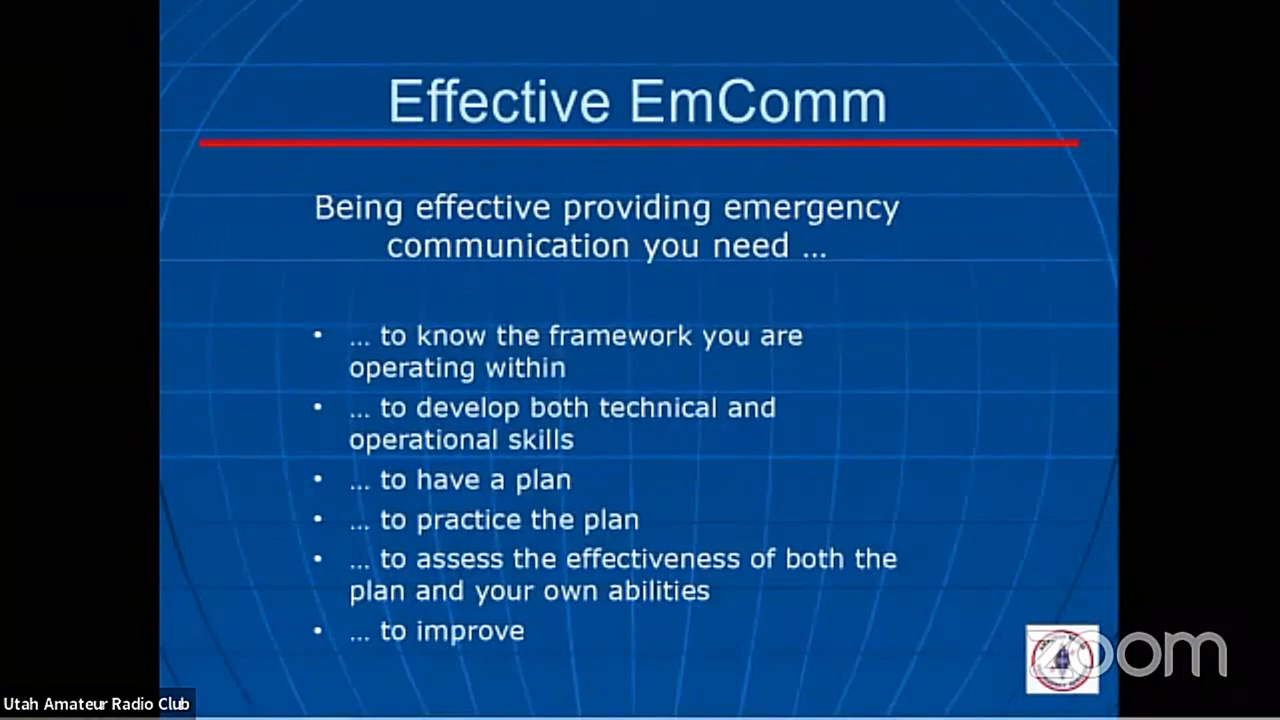 Effective EmComm
Being effective providing emergency
communication you need ...
• ... to know the framework you are
operating within
• ... to develop both technical and
operational skills
• ... to have a plan
• ... to practice the plan
• ... to assess the effectiveness of both the
plan and your own abilities
• ... to improve
zoom
Utah Amateur Radio Club